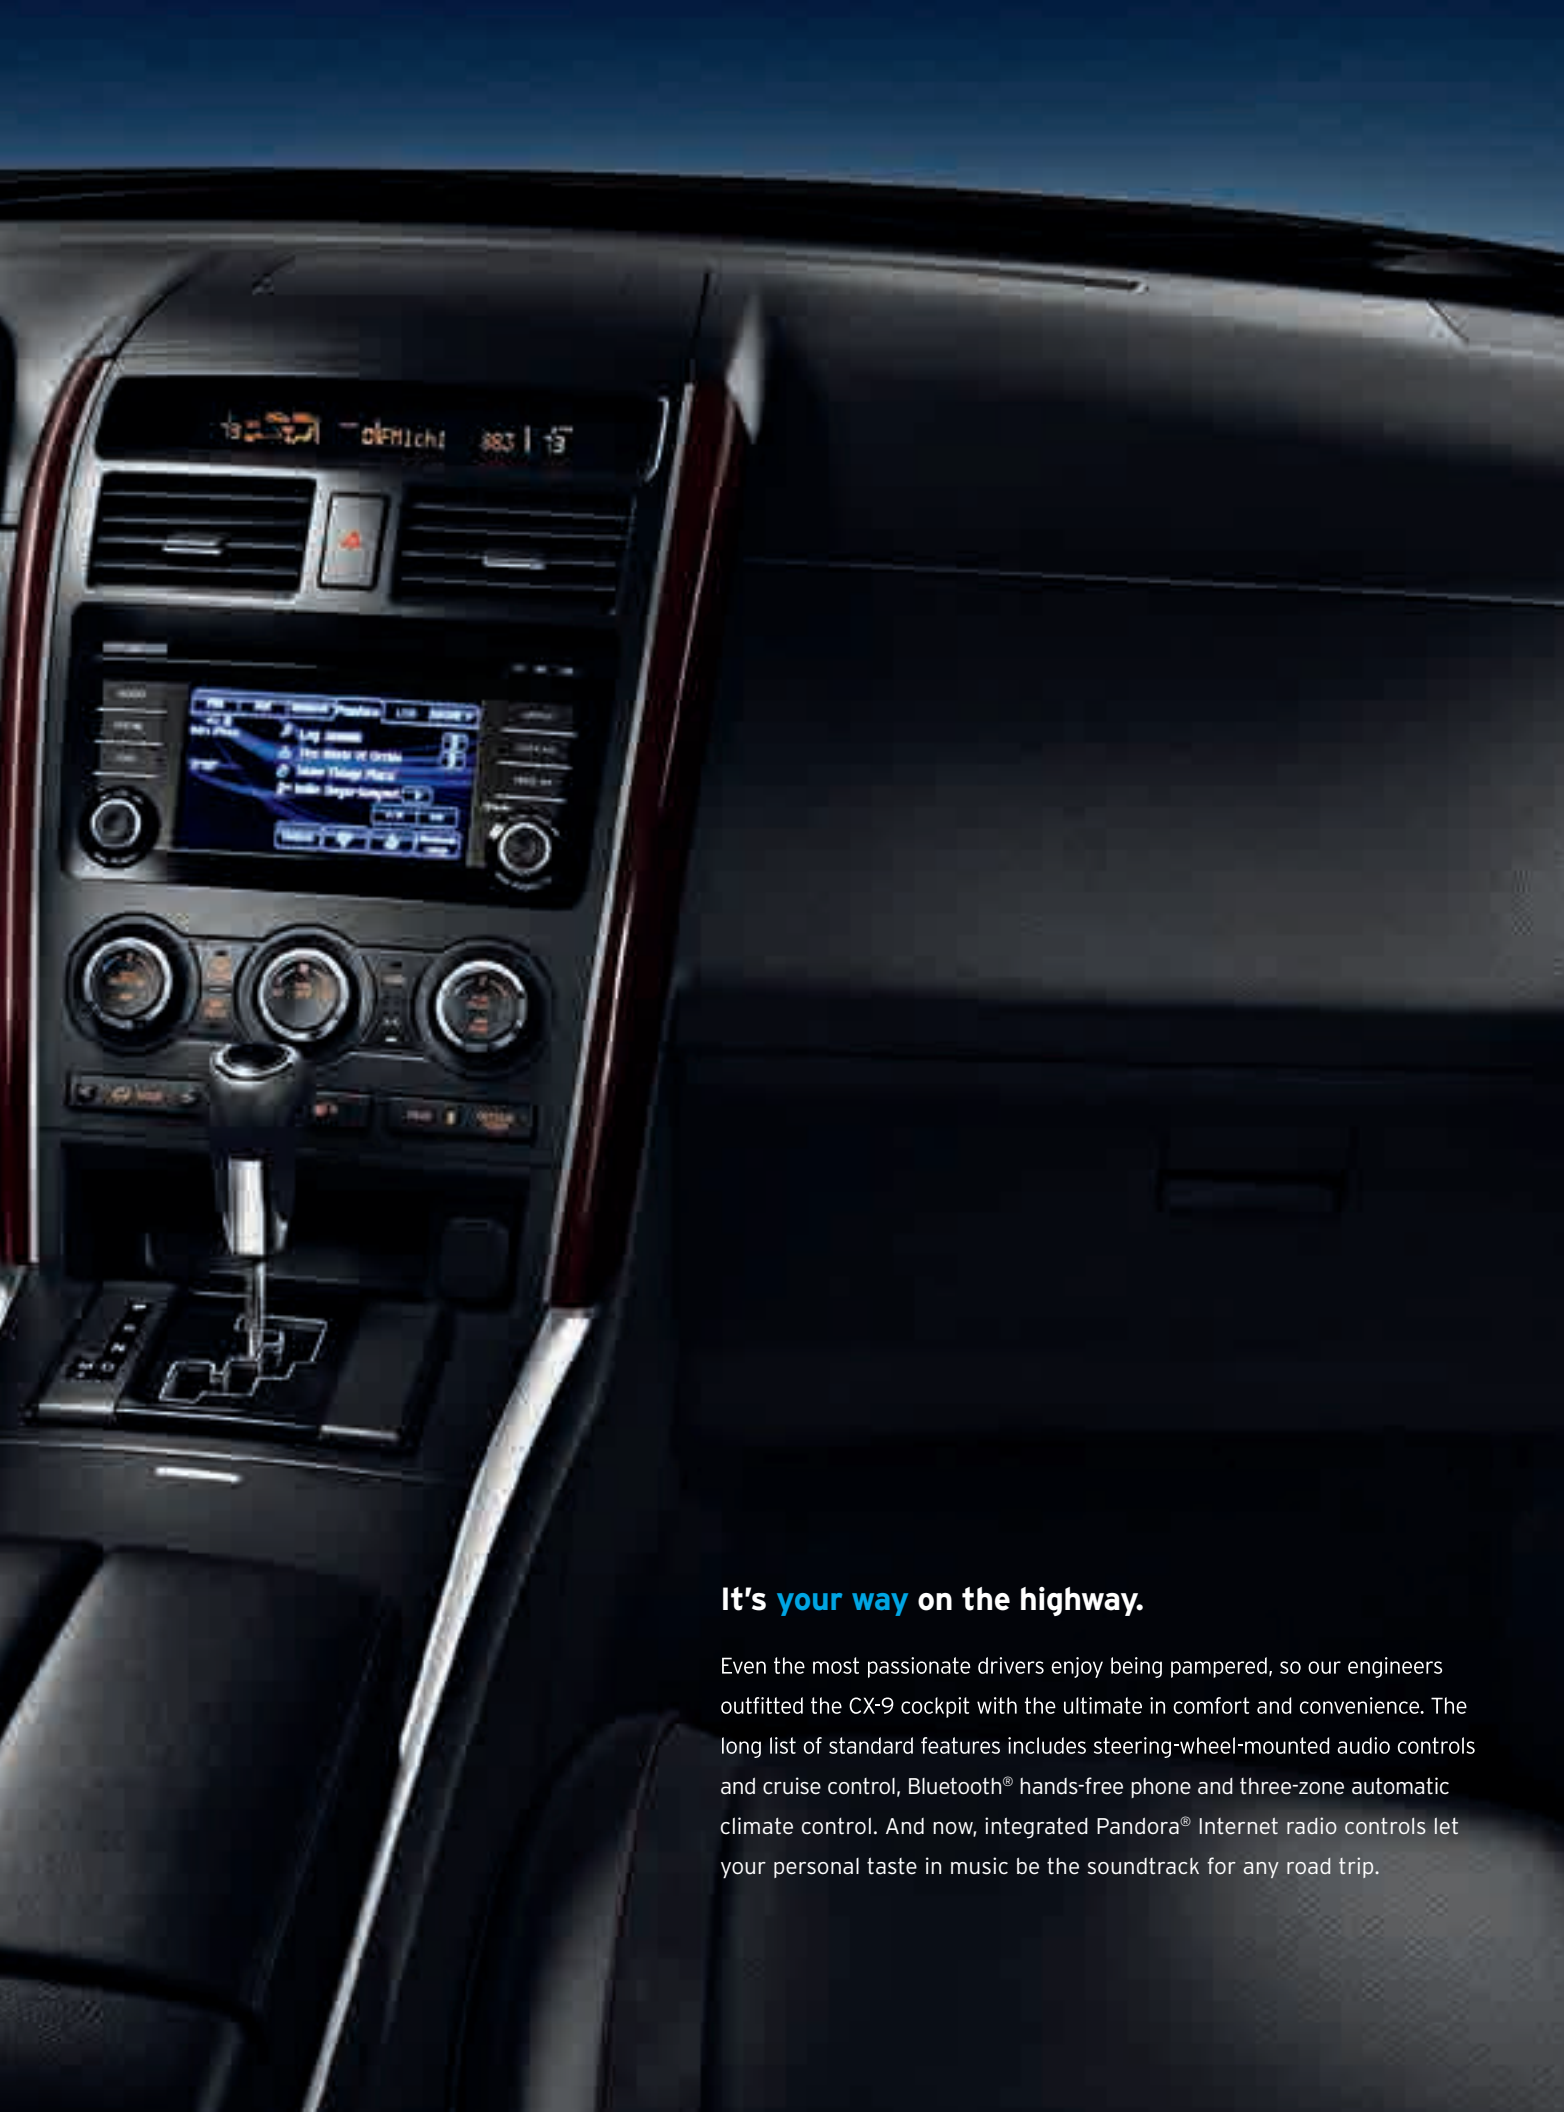 FM1ch1 883
Pandora
P
R
N
D
M
It's your way on the highway.
Even the most passionate drivers enjoy being pampered, so our engineers
outfitted the CX-9 cockpit with the ultimate in comfort and convenience. The
long list of standard features includes steering-wheel-mounted audio controls
and cruise control, Bluetooth® hands-free phone and three-zone automatic
climate control. And now, integrated Pandora® Internet radio controls let
your personal taste in music be the soundtrack for any road trip.